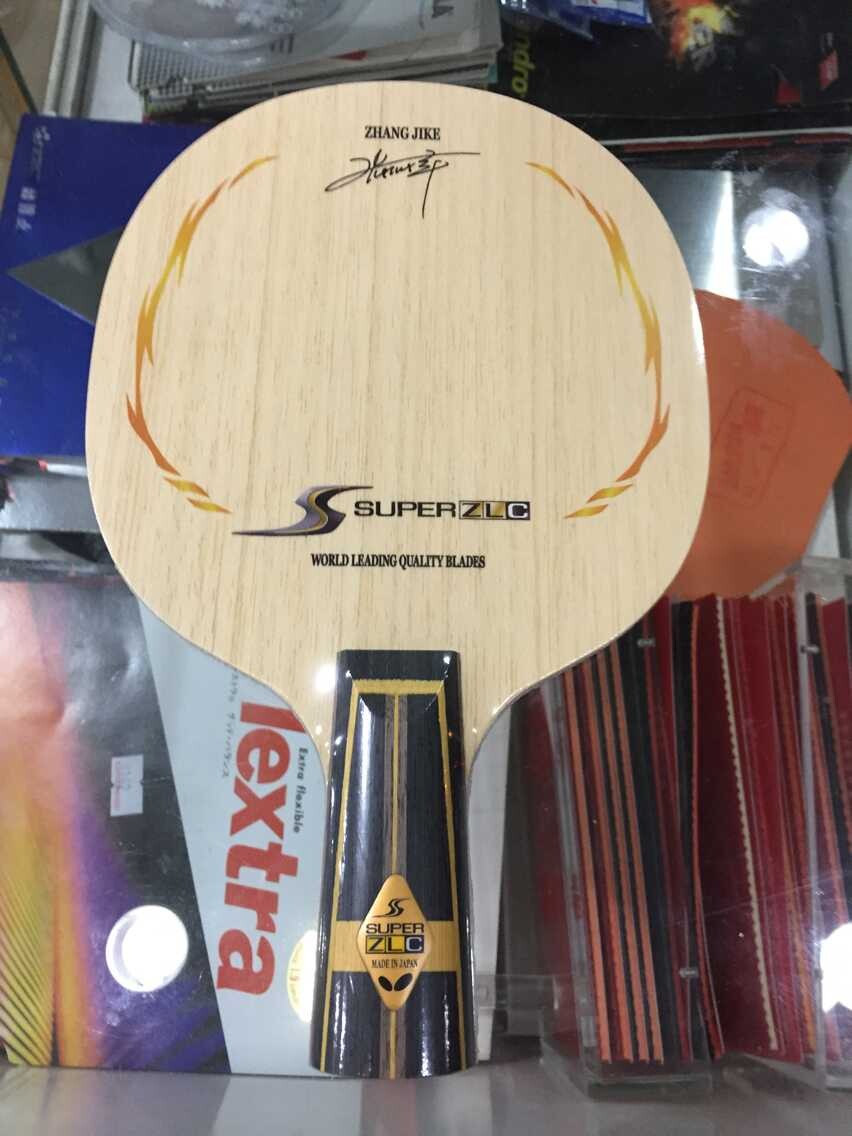 ZHANG JIKE
SUPER ZLC
WORLD LEADING QUALITY BLADES
SUPER
ZLC
MADE IN JAPAN
lextra
Extra flexible